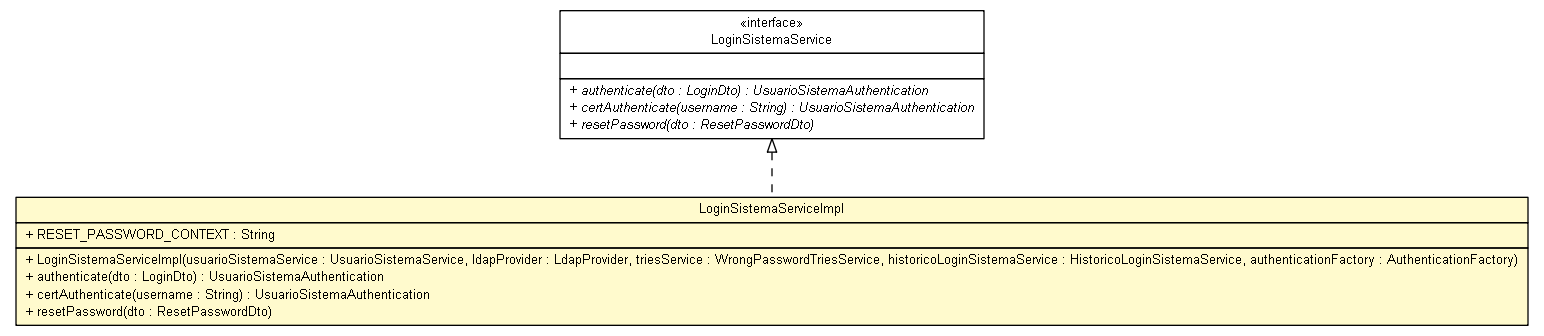 «interface»
LoginSistemaService
+ authenticate(dto : LoginDto) : UsuarioSistemaAuthentication
+ certAuthenticate(username : String) : UsuarioSistemaAuthentication
+ resetPassword(dto : ResetPasswordDto)
LoginSistemaServiceImpl
+ RESET_PASSWORD_CONTEXT : String
+ LoginSistemaServiceImpl(usuarioSistemaService : UsuarioSistemaService, ldapProvider : LdapProvider, triesService : WrongPasswordTriesService, historicoLoginSistemaService : HistoricoLoginSistemaService, authenticationFactory : AuthenticationFactory)
+ authenticate(dto : LoginDto) : UsuarioSistemaAuthentication
+ certAuthenticate(username : String) : UsuarioSistemaAuthentication
+ resetPassword(dto : ResetPasswordDto)